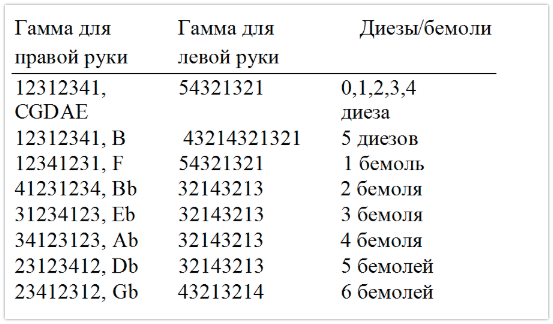 Гамма для Гамма для Диезы/бемоли
правой руки левой руки
12312341, 54321321 0,1,2,3,4
CGDAE диеза
12312341, B 43214321321 5 диезов
12341231, F 54321321 1 бемоль
41231234, Bb 32143213 2 бемоля
31234123, Eb 32143213 3 бемоля
34123123, Ab 32143213 4 бемоля
23123412, Db 32143213 5 бемолей
23412312, Gb 43213214 6 бемолей